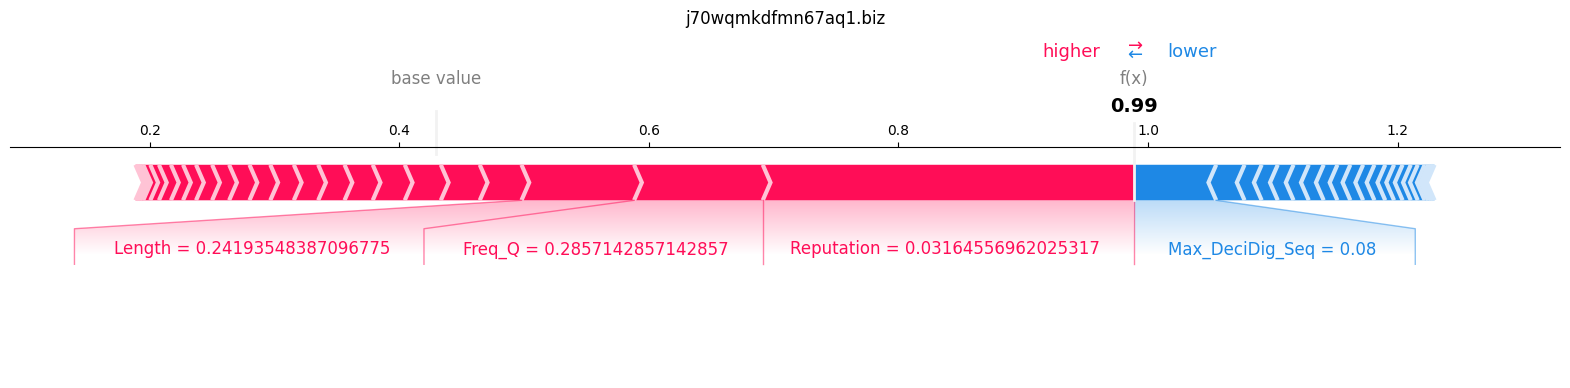 j70wqmkdfmn67aq1.biz
higher ⇄ lower
base value f(x)
0.99
0.2 0.4 0.6 0.8 1.0 1.2
Length = 0.24193548387096775 Freq_Q = 0.2857142857142857 Reputation = 0.03164556962025317 Max_DeciDig_Seq = 0.08